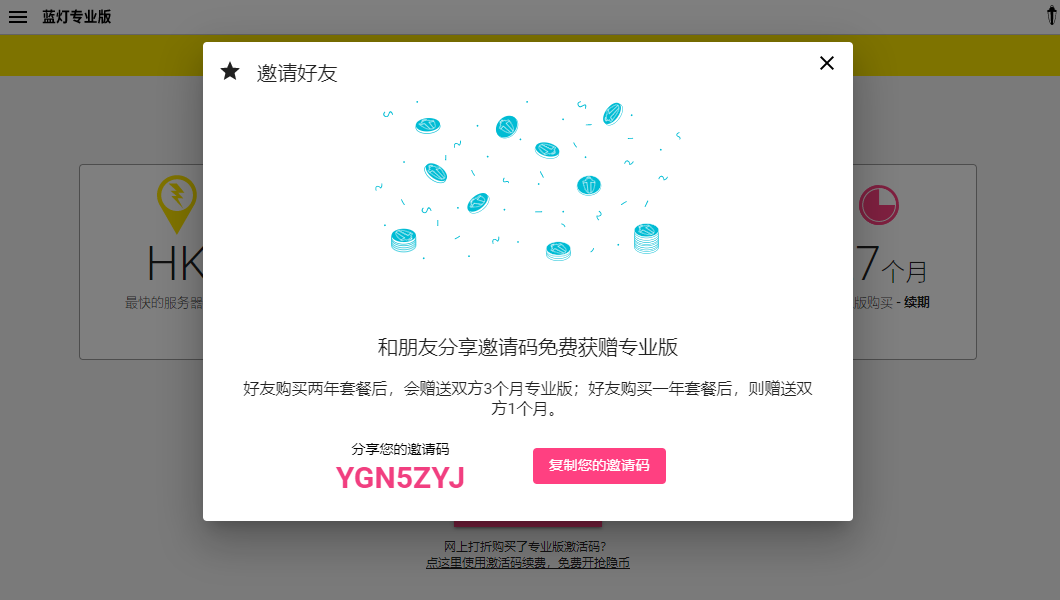 蓝灯专业版
邀请好友
HK
最快的服务器
7个月
版购买 - 续期
和朋友分享邀请码免费获赠专业版
好友购买两年套餐后，会赠送双方3个月专业版；好友购买一年套餐后，则赠送双
方1个月。
分享您的邀请码
YGN5ZYJ
复制您的邀请码
网上打折购买了专业版激活码？
点这里使用激活码续费，免费开抢隐币